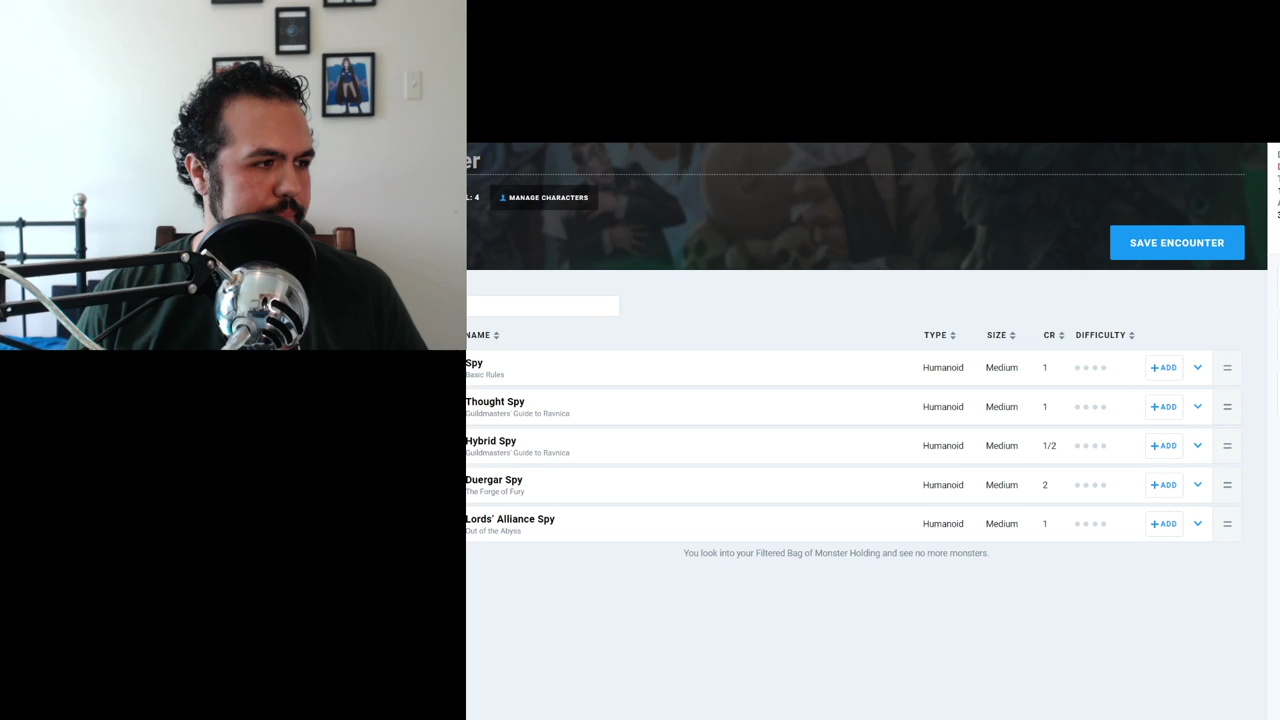 er
L: 4 MANAGE CHARACTERS
SAVE ENCOUNTER
NAME TYPE SIZE CR DIFFICULTY
Spy
Basic Rules
Humanoid Medium 1 ADD
Thought Spy
Guildmasters' Guide to Ravnica
Humanoid Medium 1 ADD
Hybrid Spy
Guildmasters' Guide to Ravnica
Humanoid Medium 1/2 ADD
Duergar Spy
The Forge of Fury
Humanoid Medium 2 ADD
Lords' Alliance Spy
Out of the Abyss
Humanoid Medium 1 ADD
You look into your Filtered Bag of Monster Holding and see no more monsters.